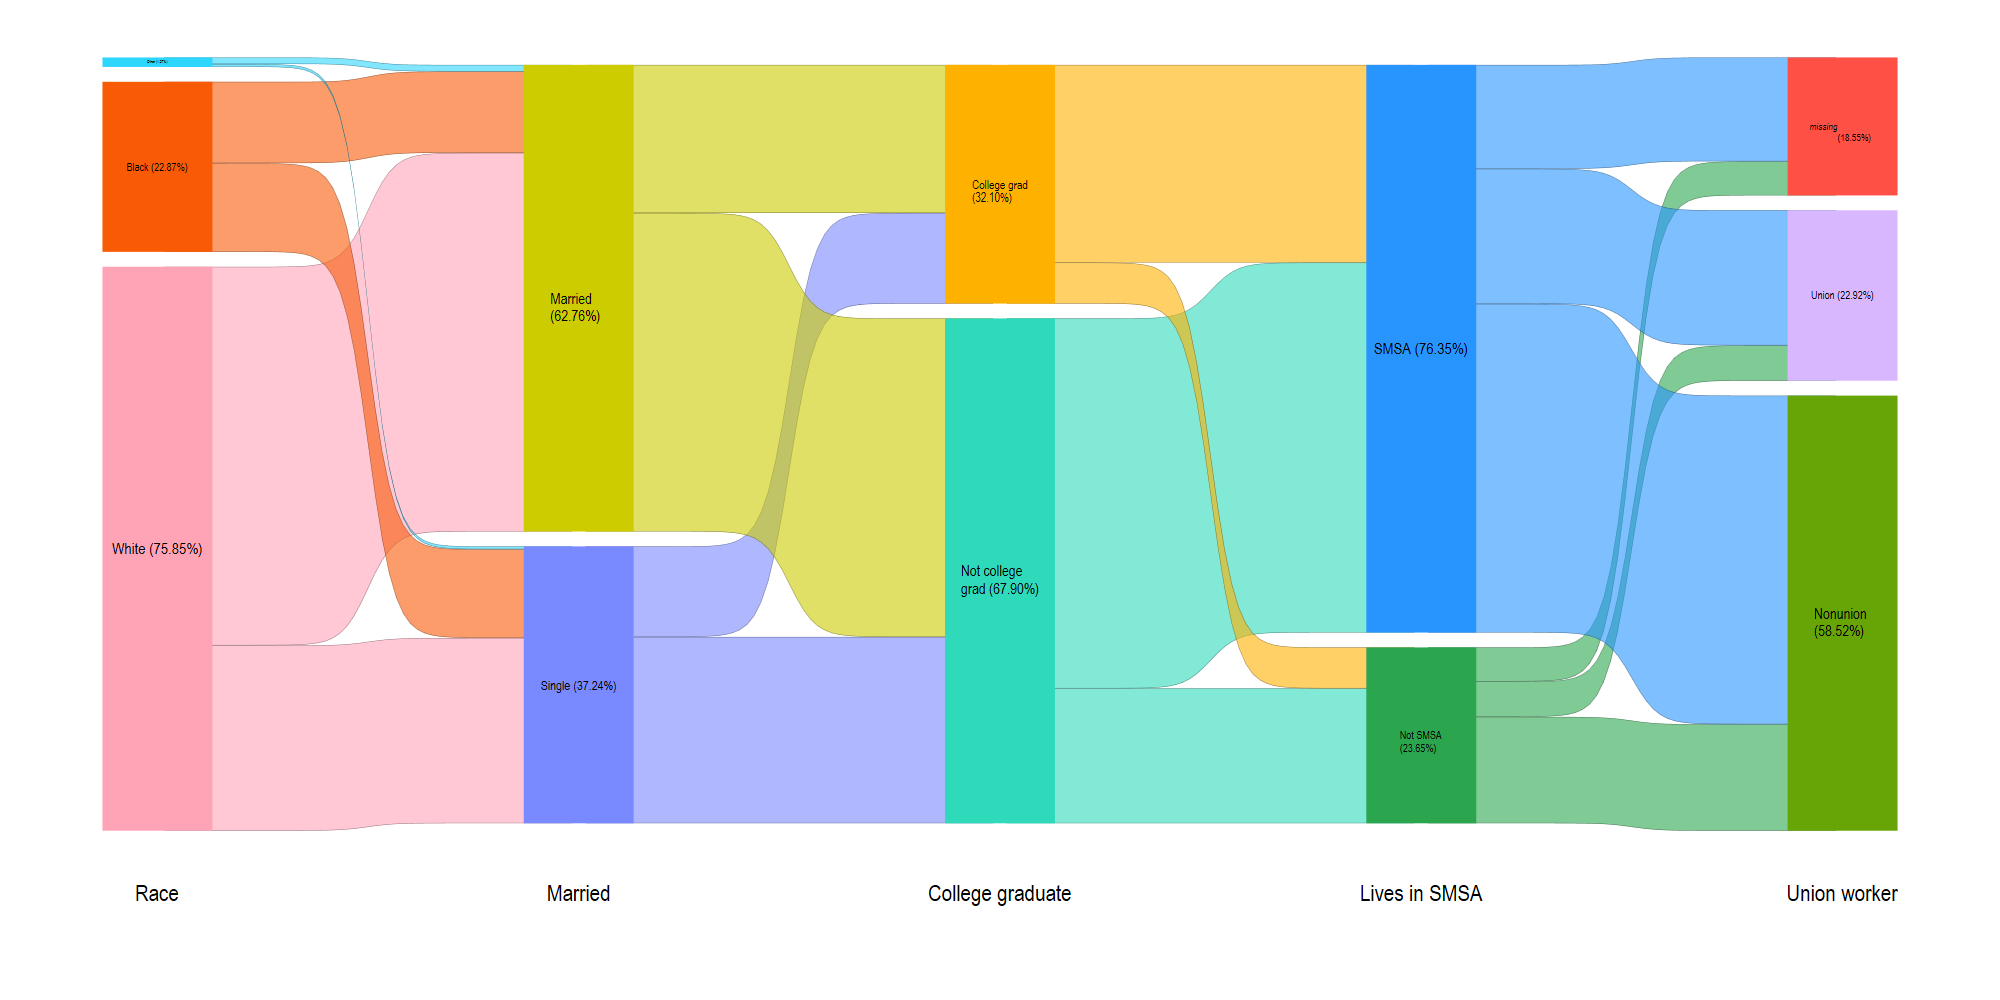 Black (22.87%)
White (75.85%)
Married
(62.76%)
Single (37.24%)
College grad
(32.10%)
Not college
grad (67.90%)
SMSA (76.35%)
Not SMSA
(23.65%)
missing
(18.55%)
Union (22.92%)
Nonunion
(58.52%)
Race
Married
College graduate
Lives in SMSA
Union worker